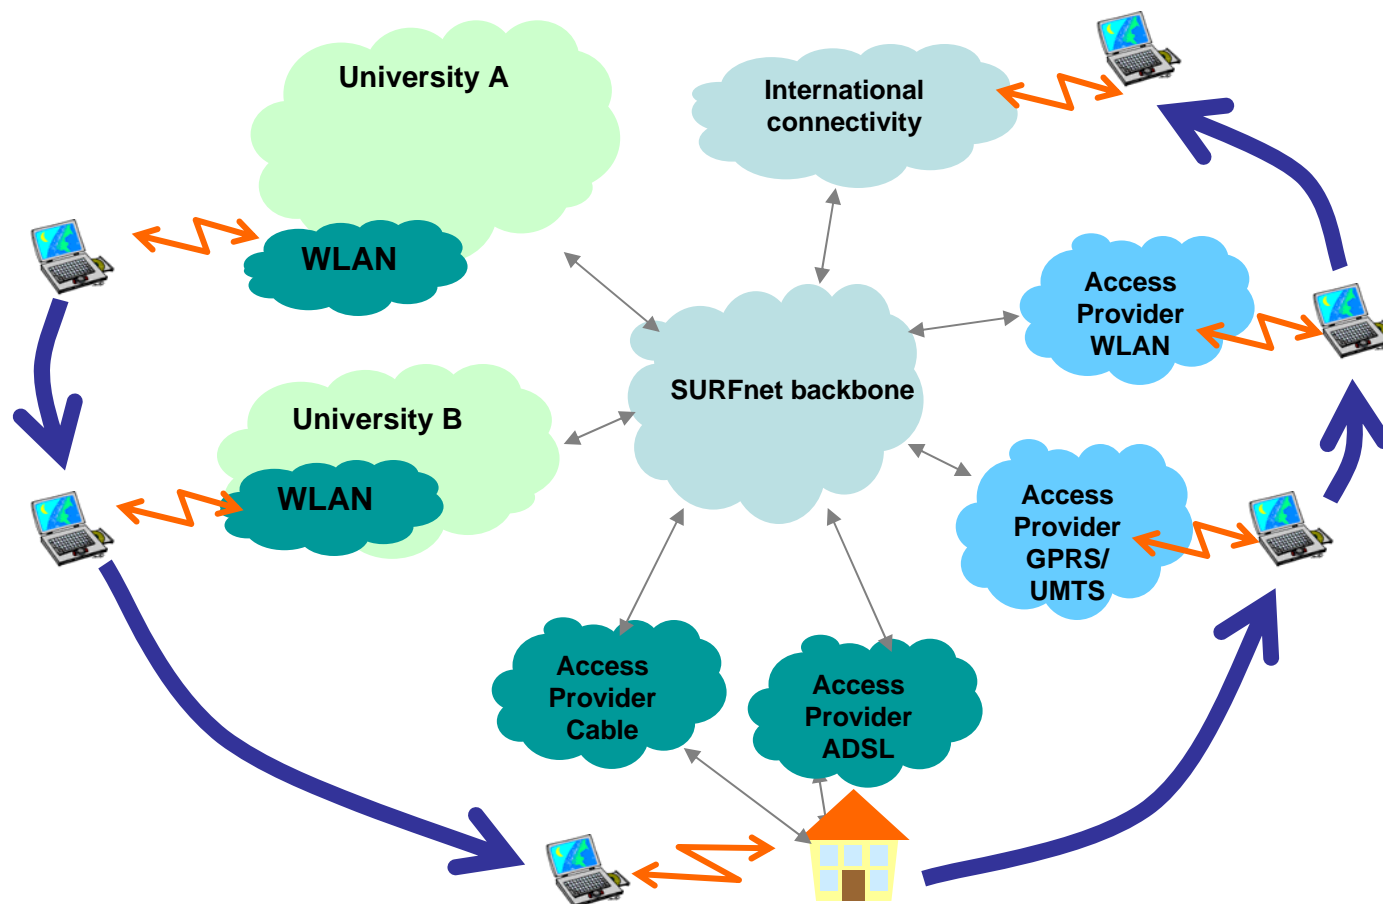 University A
WLAN
International
connectivity
Access
Provider
WLAN
SURFnet backbone
University B
WLAN
Access
Provider
GPRS/
UMTS
Access
Provider
Cable
Access
Provider
ADSL